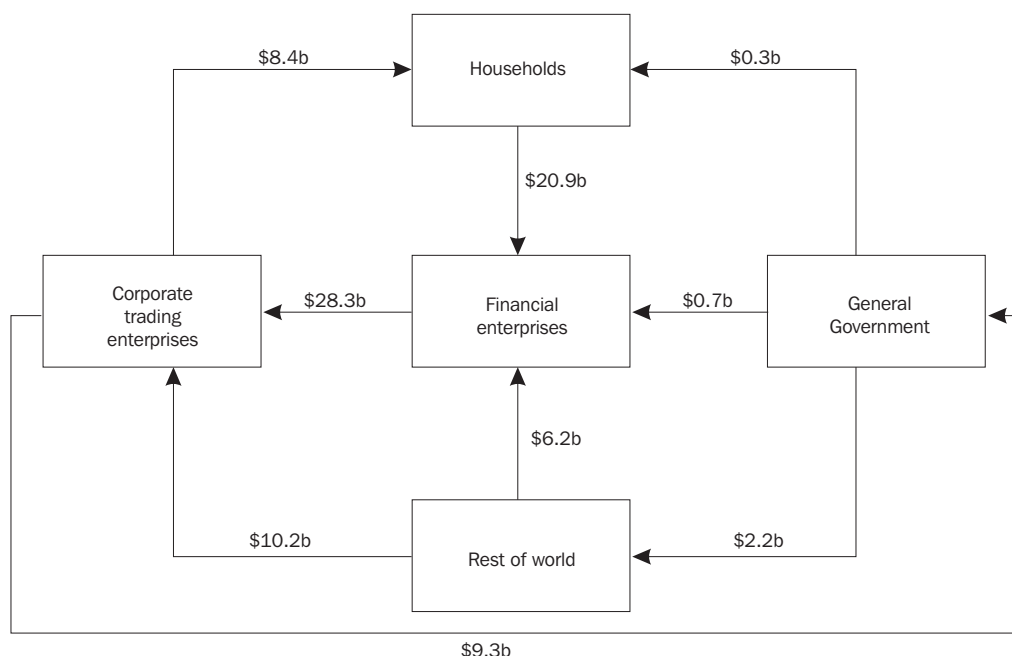 $8.4b
Households
$0.3b
$20.9b
Corporate
trading
enterprises
$28.3b
Financial
enterprises
$0.7b
General
Government
$6.2b
$10.2b
Rest of world
$2.2b
$9.3b